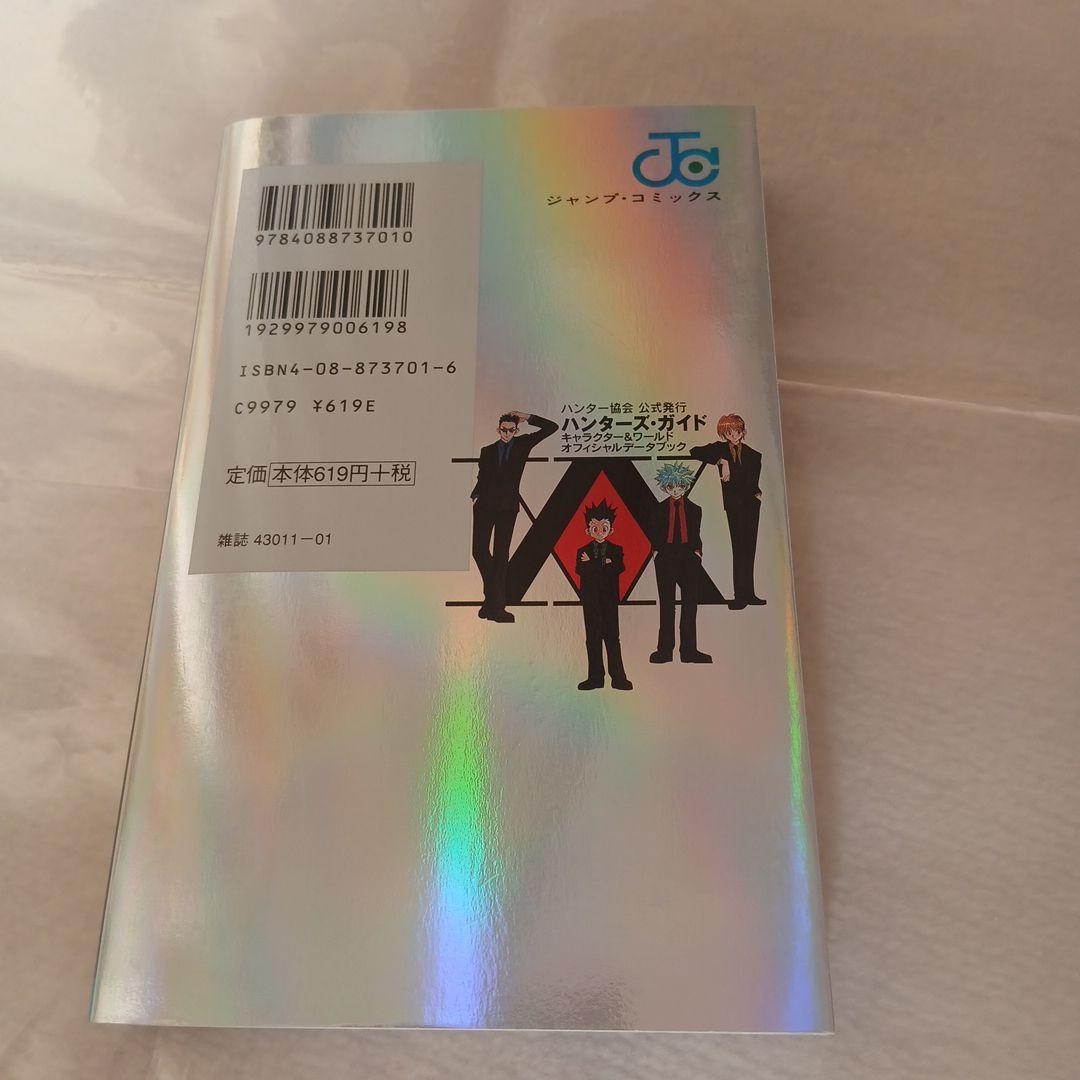 JC
ジャンプ・コミックス
9784088737010
1929979006198
ISBN4-08-873701-6
C9979 ¥619E
定価 本体619円+税
雑誌 43011-01
ハンター協会 公式発行
ハンターズ・ガイド
キャラクター&ワールド
オフィシャルデータブック